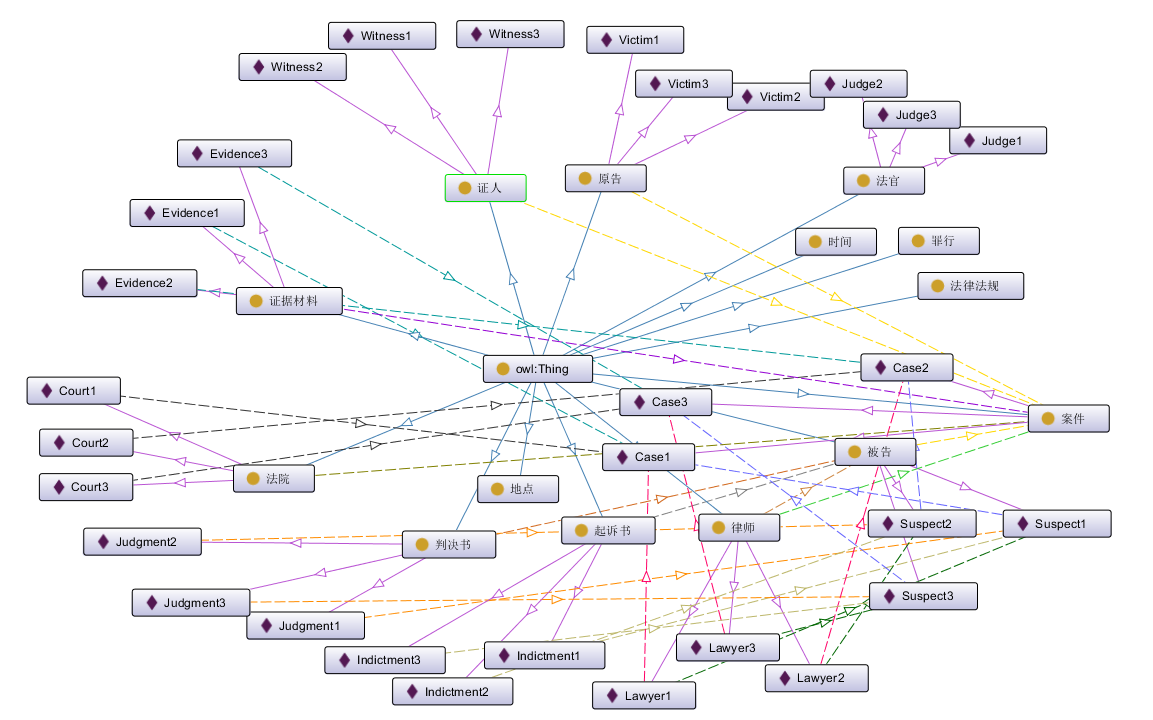 Witness1
Witness3
Victim1
Witness2
Victim3
Judge2
Victim2
Judge3
Judge1
Evidence3
证人
原告
法官
Evidence1
时间
罪行
Evidence2
证据材料
法律法规
owl:Thing
Case2
Court1
Case3
案件
Court2
Case1
被告
Court3
法院
地点
Judgment2
判决书
起诉书
律师
Suspect2
Suspect1
Judgment3
Suspect3
Judgment1
Indictment3
Indictment1
Lawyer3
Indictment2
Lawyer1
Lawyer2